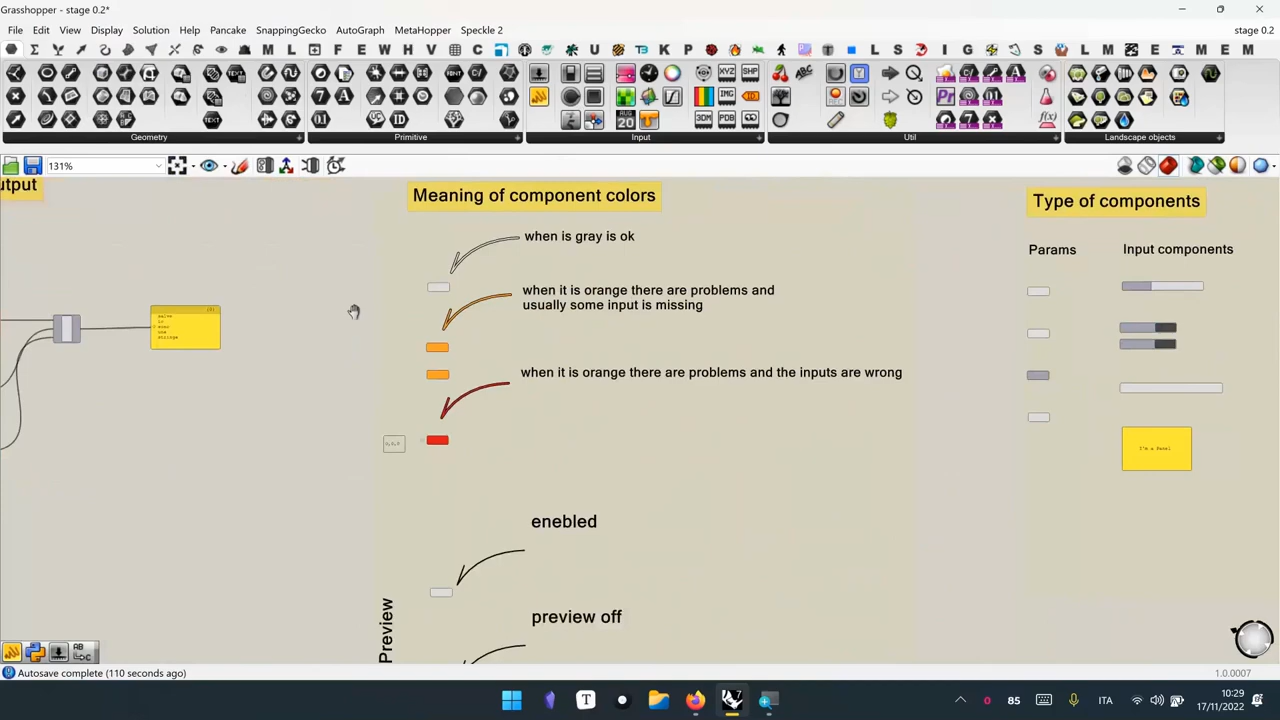 Grasshopper - stage 0.2*
File Edit View Display Solution Help Pancake SnappingGecko AutoGraph MetaHopper Speckle 2
stage 0.2
Geometry
Primitive
Input
Util
Landscape objects
131%
utput
Meaning of component colors
when is gray is ok
when it is orange there are problems and
usually some input is missing
when it is orange there are problems and the inputs are wrong
enebled
preview off
Preview
Type of components
Params
Input components
I'm a Panel
Autosave complete (110 seconds ago)
1.0.0007
85
ITA
10:29
17/11/2022